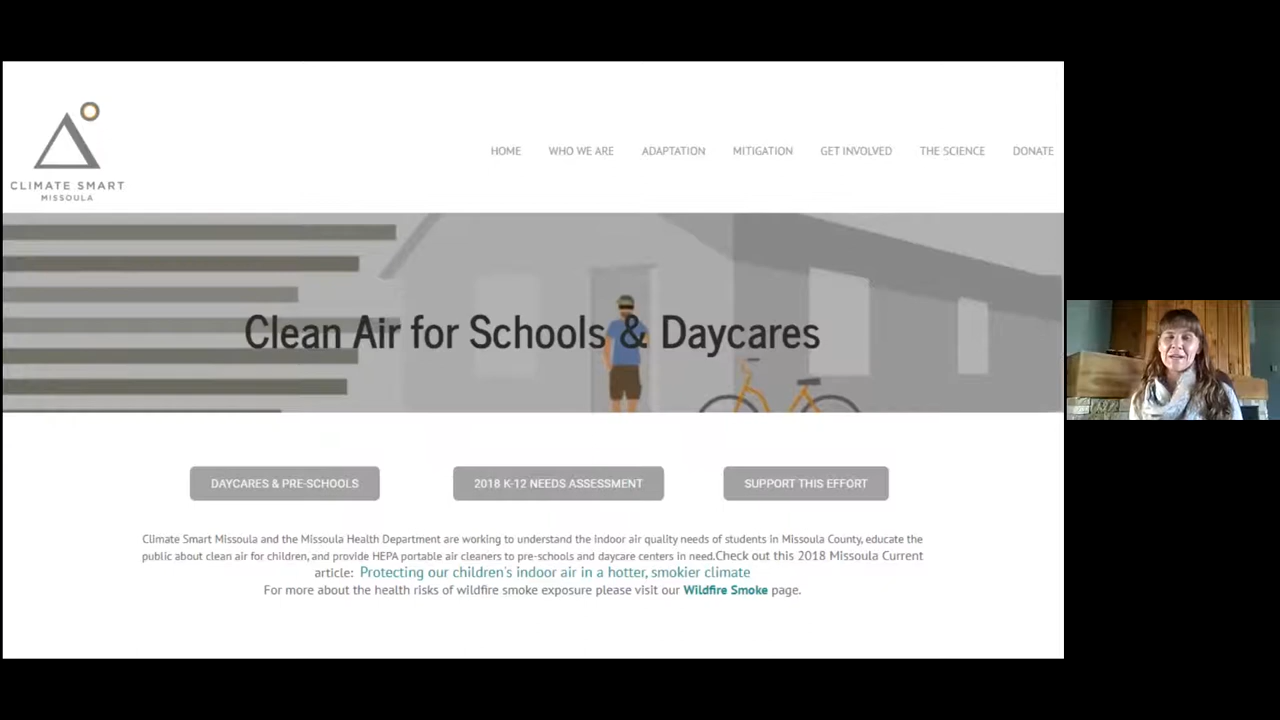 CLIMATE SMART
MISSOULA
HOME WHO WE ARE ADAPTATION MITIGATION GET INVOLVED THE SCIENCE DONATE
Clean Air for Schools & Daycares
DAYCARES & PRE-SCHOOLS
2018 K-12 NEEDS ASSESSMENT
SUPPORT THIS EFFORT
Climate Smart Missoula and the Missoula Health Department are working to understand the indoor air quality needs of students in Missoula County, educate the
public about clean air for children, and provide HEPA portable air cleaners to pre-schools and daycare centers in need.Check out this 2018 Missoula Current
article: Protecting our children's indoor air in a hotter, smokier climate
For more about the health risks of wildfire smoke exposure please visit our Wildfire Smoke page.